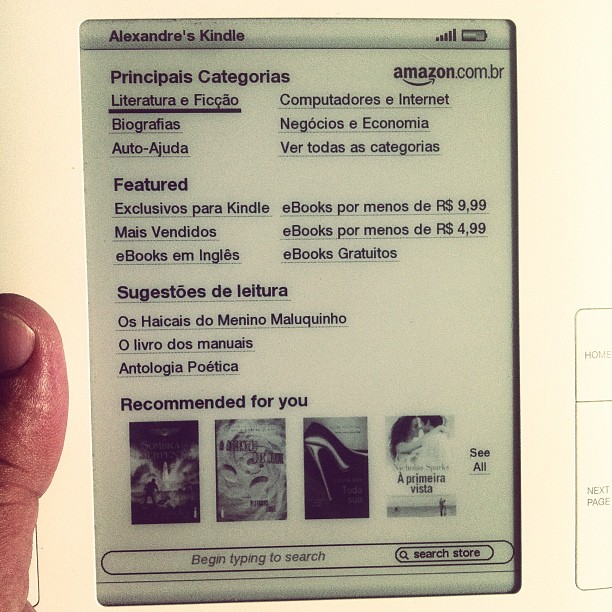 Alexandre's Kindle
Principais Categorias
amazon.com.br
Literatura e Ficção
Computadores e Internet
Biografias
Negócios e Economia
Auto-Ajuda
Ver todas as categorias
Featured
Exclusivos para Kindle
eBooks por menos de R$ 9,99
Mais Vendidos
eBooks por menos de R$ 4,99
eBooks em Inglês
eBooks Gratuitos
Sugestões de leitura
Os Haicais do Menino Maluquinho
O livro dos manuais
Antologia Poética
Recommended for you
Toda sua
Nicholas Sparks
À primeira
vista
See
All
Begin typing to search
search store
HOME
NEXT
PAGE